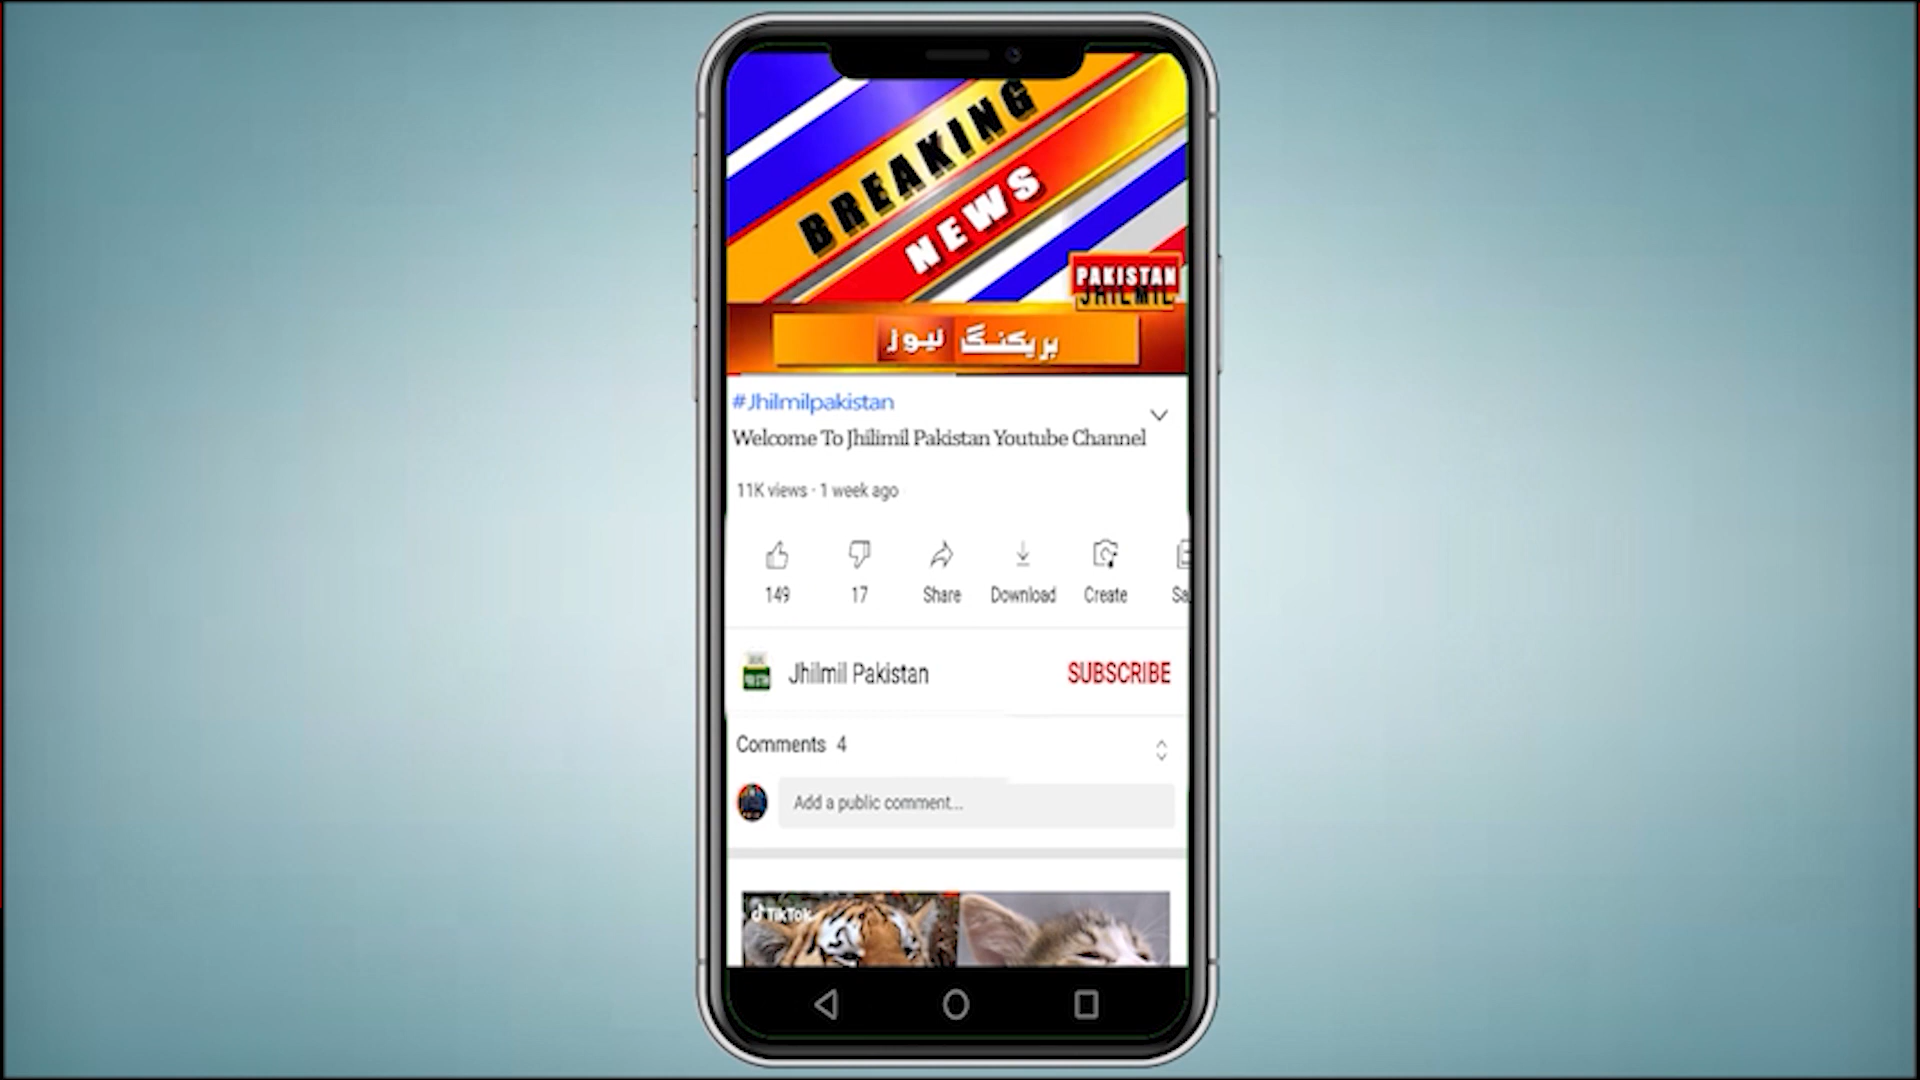 BREAKING
NEWS
PAKISTAN
JHILMIL
بریکنگ نیوز
#Jhilmilpakistan
Welcome To Jhilimil Pakistan Youtube Channel
11K views · 1 week ago
149
17
Share
Download
Create
Sa
Jhilmil Pakistan
SUBSCRIBE
Comments 4
Add a public comment...
TikTok